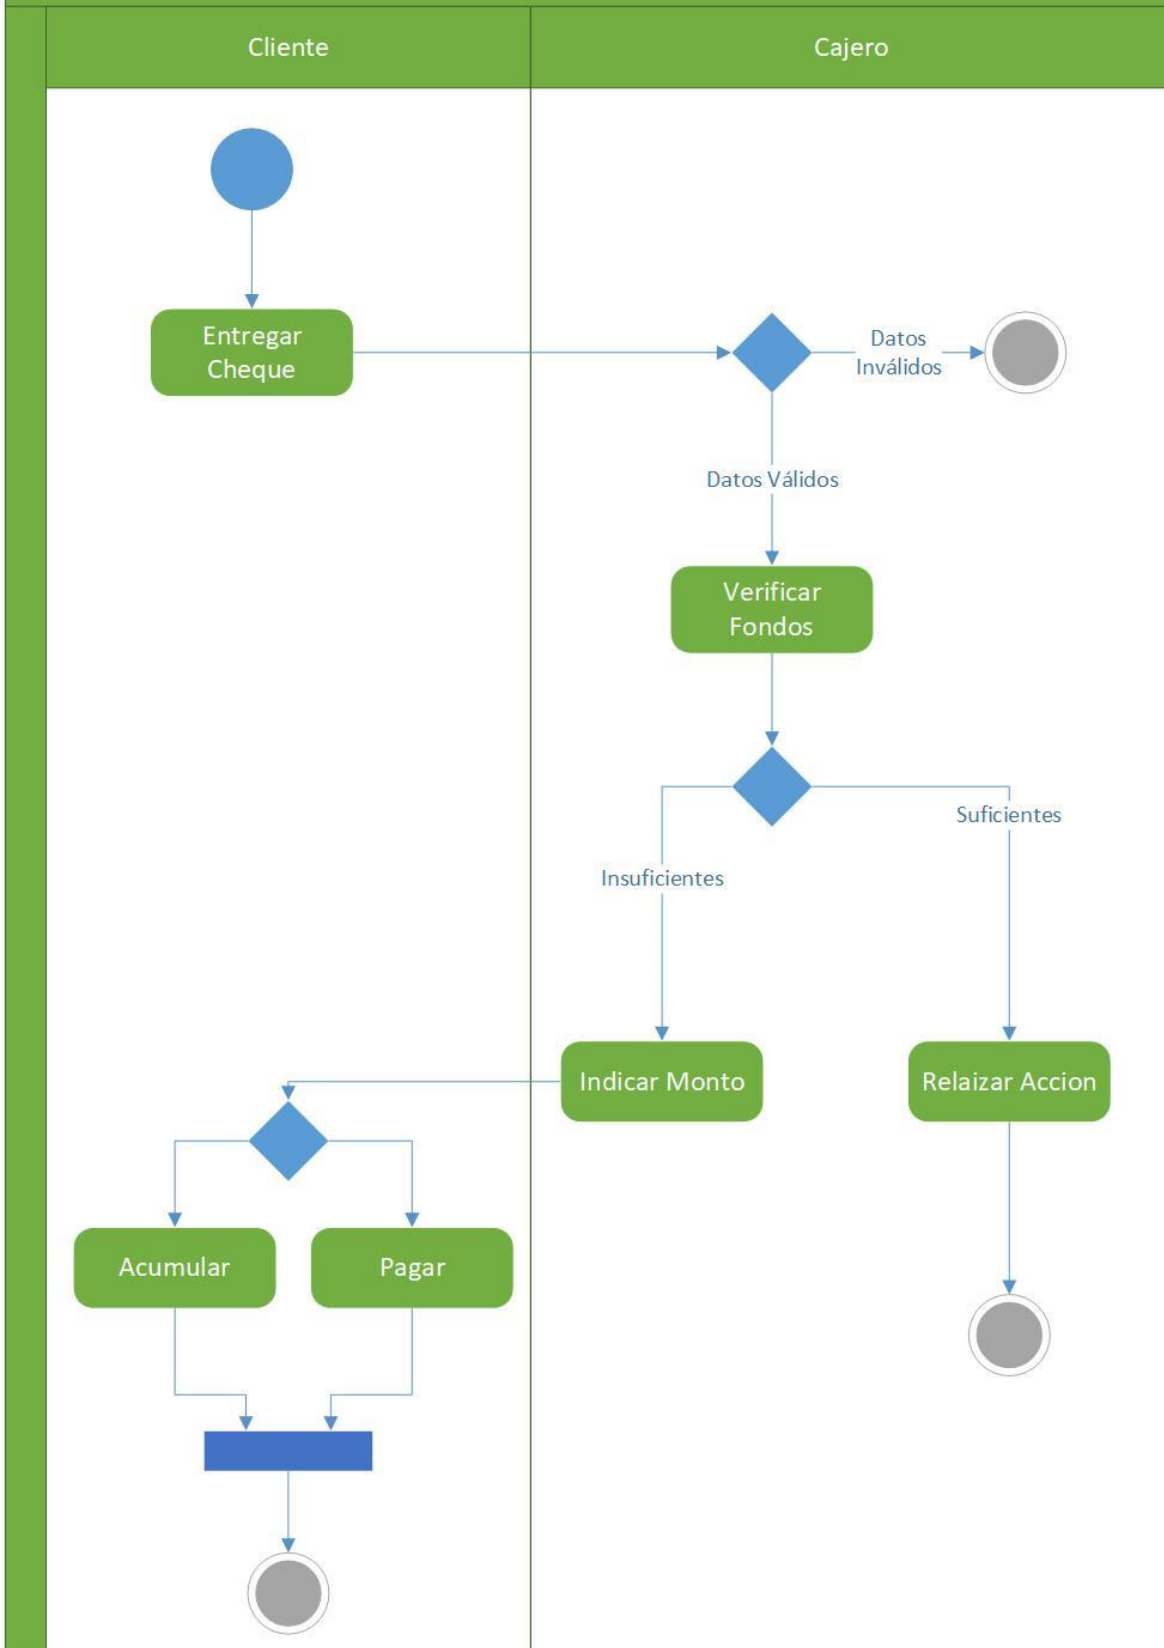 Cliente
Cajero
Entregar
Cheque
Datos
Inválidos
Datos Válidos
Verificar
Fondos
Suficientes
Insuficientes
Indicar Monto
Relaizar Accion
Acumular
Pagar